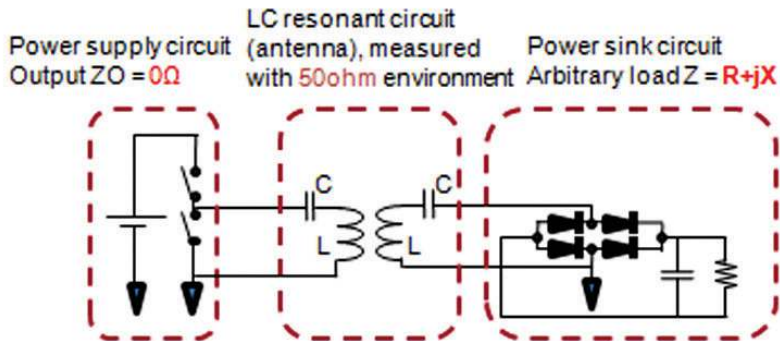 Power supply circuit
Output ZO = 0Ω
LC resonant circuit
(antenna), measured
with 50ohm environment
Power sink circuit
Arbitrary load Z = R+jX
C
C
L
L